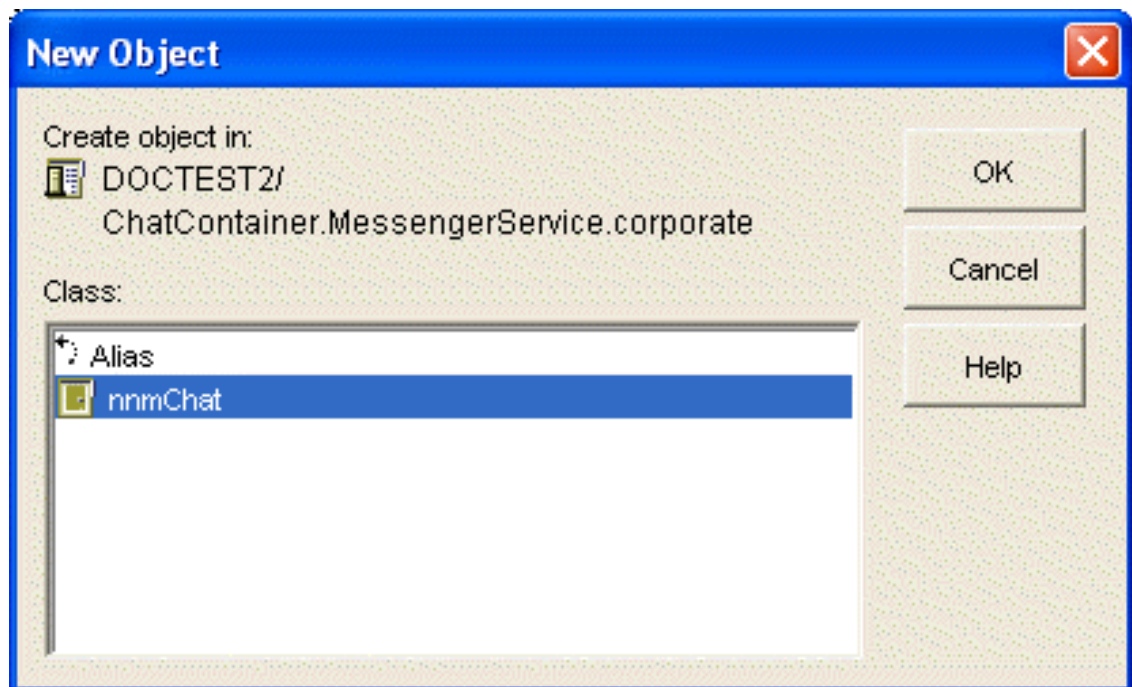 New Object
Create object in:
DOCTEST2/
ChatContainer.MessengerService.corporate
Class:
Alias
nnmChat
OK
Cancel
Help